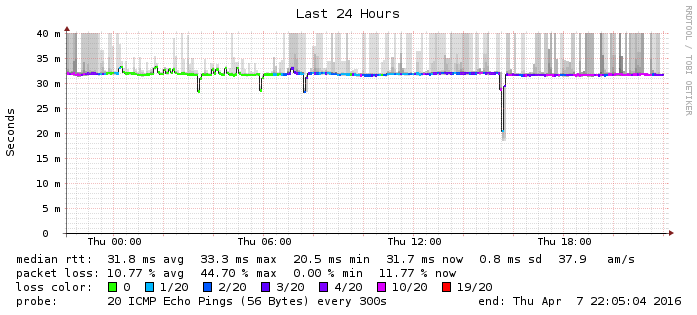 Last 24 Hours
RRDTOOL / TOBI OETIKER
Seconds
40 m
35 m
30 m
25 m
20 m
15 m
10 m
5 m
0
Thu 00:00 Thu 06:00 Thu 12:00 Thu 18:00
median rtt: 31.8 ms avg 33.3 ms max 20.5 ms min 31.7 ms now 0.8 ms sd 37.9 am/s
packet loss: 10.77 % avg 44.70 % max 0.00 % min 11.77 % now
loss color: 0 1/20 2/20 3/20 4/20 10/20 19/20
probe: 20 ICMP Echo Pings (56 Bytes) every 300s end: Thu Apr 7 22:05:04 2016